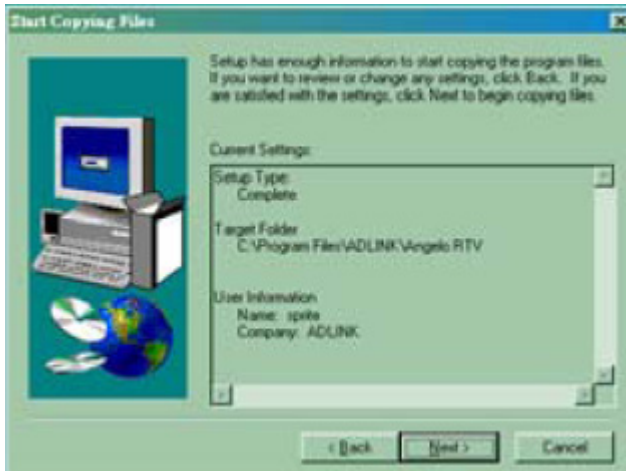 Start Copying Files
Setup has enough information to start copying the program files.
If you want to review or change any settings, click Back. If you
are satisfied with the settings, click Next to begin copying files.
Current Settings:
Setup Type:
Complete
Target Folder
C:\Program Files\ADLINK\Angelo RTV
User Information
Name: sprite
Company: ADLINK
< Back
Next >
Cancel